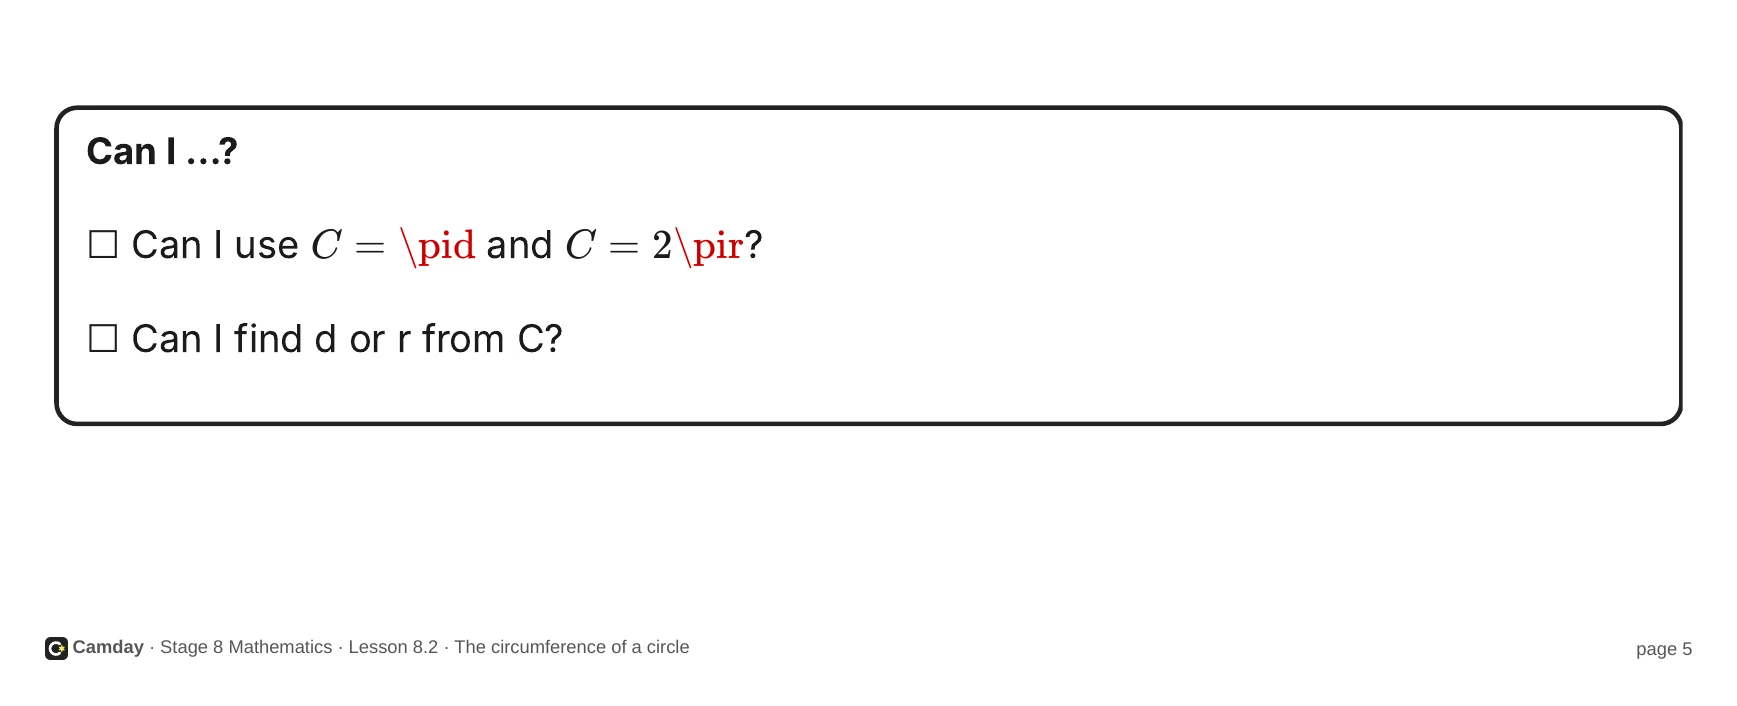 Can I ...?
☐ Can I use C = \pid and C = 2\pir?
☐ Can I find d or r from C?
Camday · Stage 8 Mathematics · Lesson 8.2 · The circumference of a circle
page 5